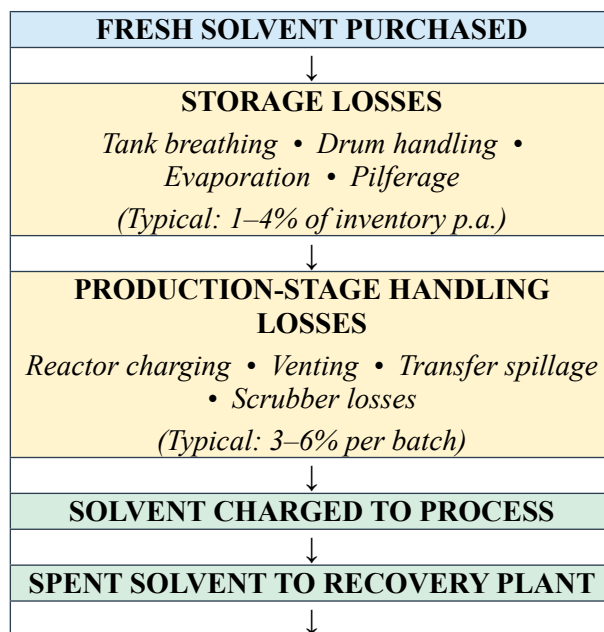 FRESH SOLVENT PURCHASED
↓
STORAGE LOSSES
Tank breathing • Drum handling •
Evaporation • Pilferage
(Typical: 1–4% of inventory p.a.)
↓
PRODUCTION-STAGE HANDLING
LOSSES
Reactor charging • Venting • Transfer spillage
• Scrubber losses
(Typical: 3–6% per batch)
↓
SOLVENT CHARGED TO PROCESS
↓
SPENT SOLVENT TO RECOVERY PLANT
↓